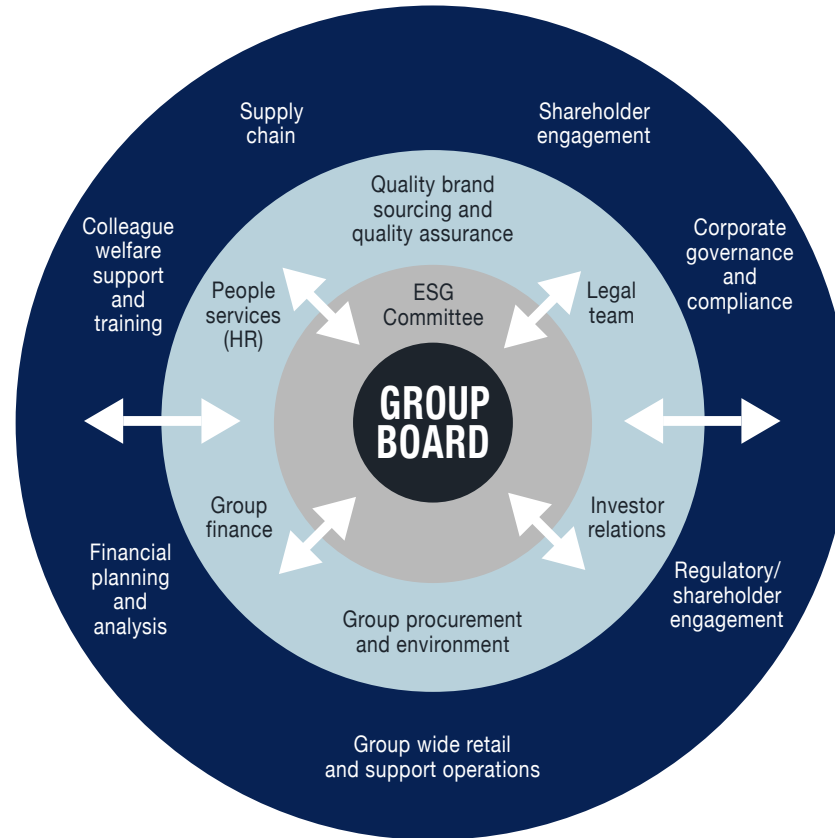 Supply
chain
Shareholder
engagement
Quality brand
sourcing and
quality assurance
Colleague
welfare
support
and
training
Corporate
governance
and
compliance
People
services
(HR)
ESG
Committee
Legal
team
GROUP
BOARD
Group
finance
Investor
relations
Financial
planning
and
analysis
Regulatory/
shareholder
engagement
Group procurement
and environment
Group wide retail
and support operations